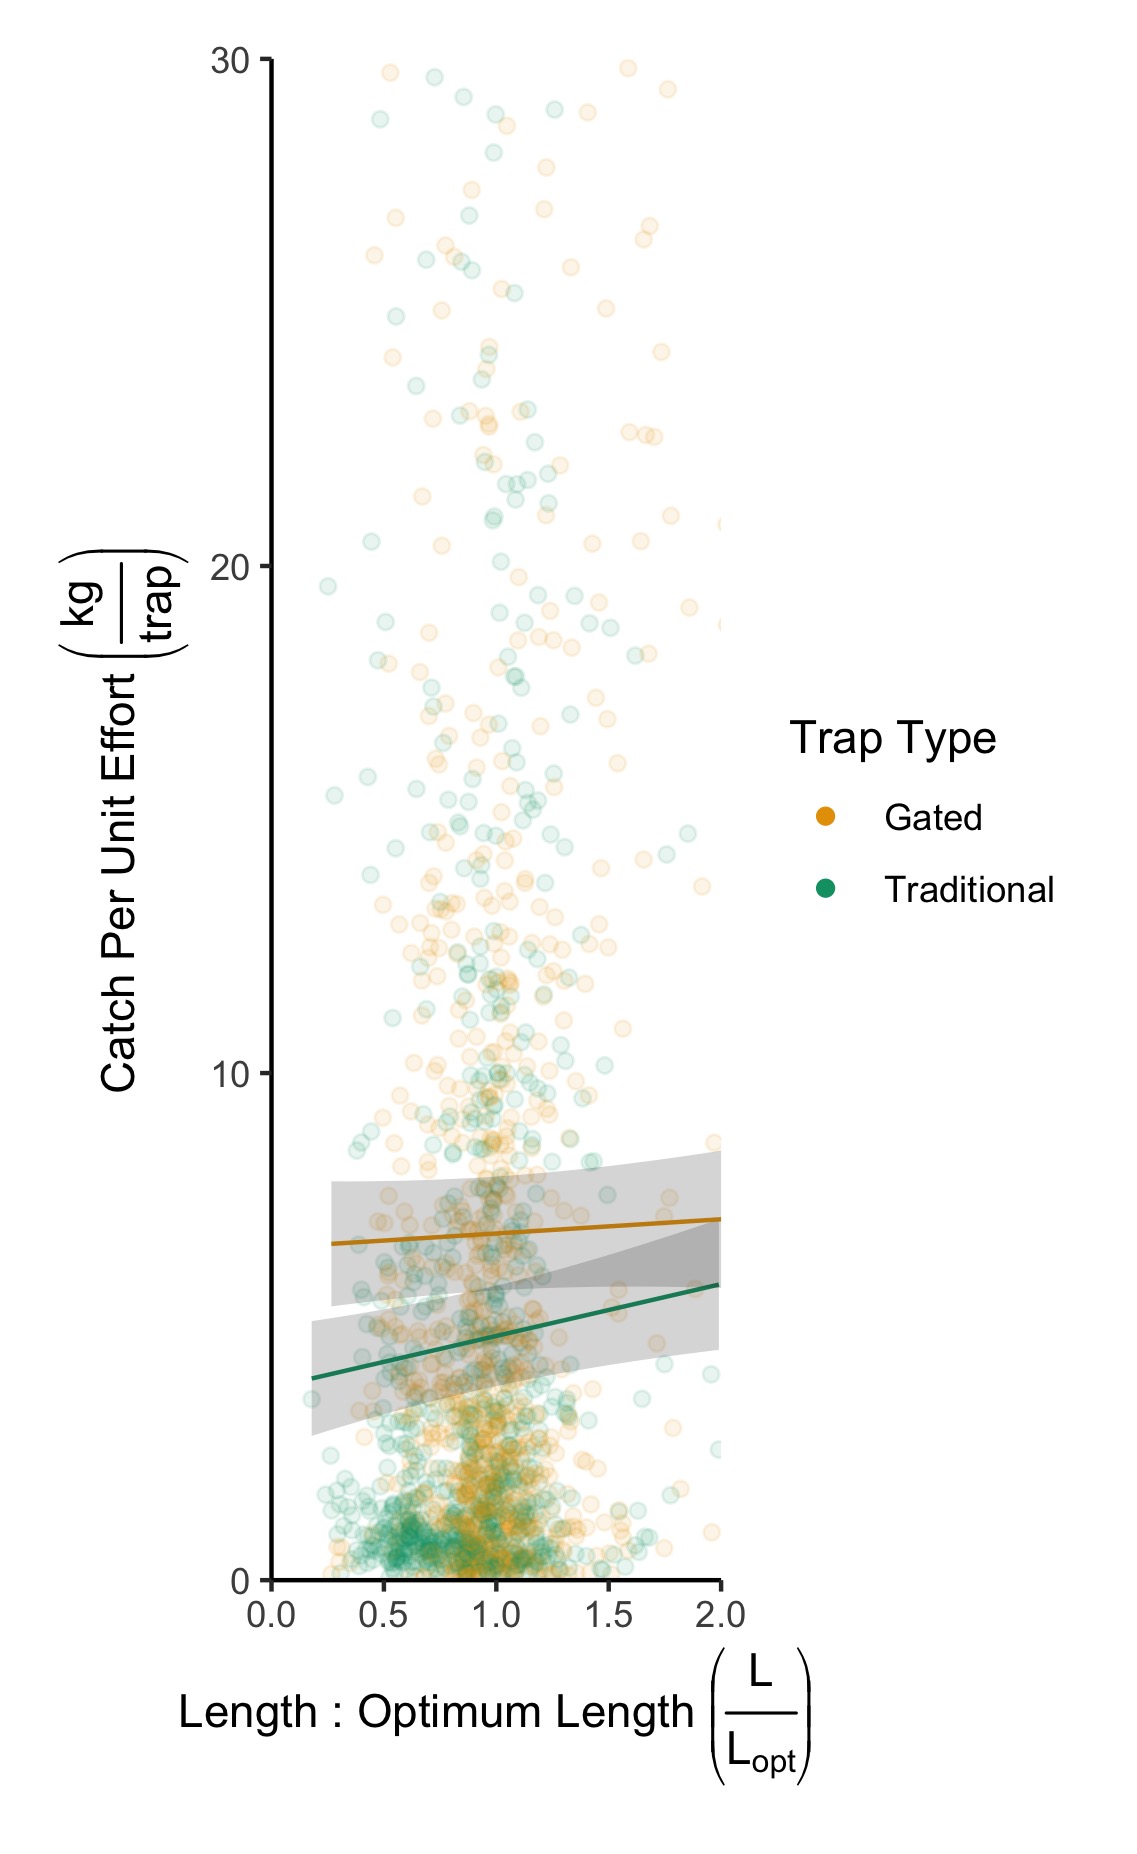 30
20
10
0
0.0 0.5 1.0 1.5 2.0
Catch Per Unit Effort (kg/trap)
Length : Optimum Length (L/Lopt)
Trap Type
Gated
Traditional